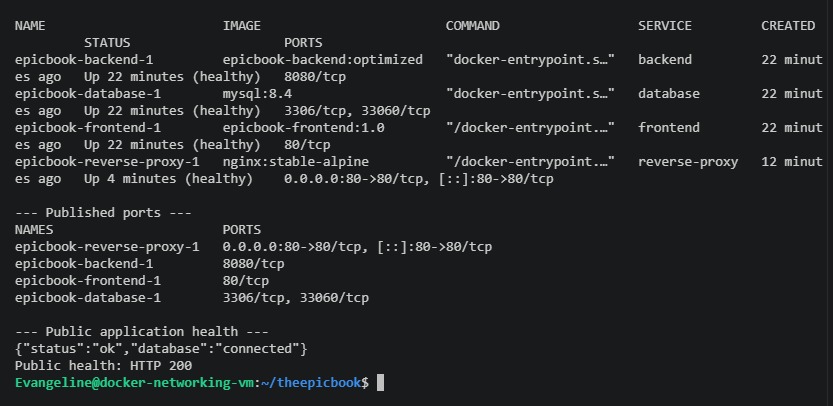 NAME IMAGE COMMAND SERVICE CREATED
STATUS PORTS
epicbook-backend-1 epicbook-backend:optimized "docker-entrypoint.s…" backend 22 minut
es ago Up 22 minutes (healthy) 8080/tcp
epicbook-database-1 mysql:8.4 "docker-entrypoint.s…" database 22 minut
es ago Up 22 minutes (healthy) 3306/tcp, 33060/tcp
epicbook-frontend-1 epicbook-frontend:1.0 "/docker-entrypoint.…" frontend 22 minut
es ago Up 22 minutes (healthy) 80/tcp
epicbook-reverse-proxy-1 nginx:stable-alpine "/docker-entrypoint.…" reverse-proxy 12 minut
es ago Up 4 minutes (healthy) 0.0.0.0:80->80/tcp, [::]:80->80/tcp
--- Published ports ---
NAMES PORTS
epicbook-reverse-proxy-1 0.0.0.0:80->80/tcp, [::]:80->80/tcp
epicbook-backend-1 8080/tcp
epicbook-frontend-1 80/tcp
epicbook-database-1 3306/tcp, 33060/tcp
--- Public application health ---
{"status":"ok","database":"connected"}
Public health: HTTP 200
Evangeline@docker-networking-vm:~/theepicbook$